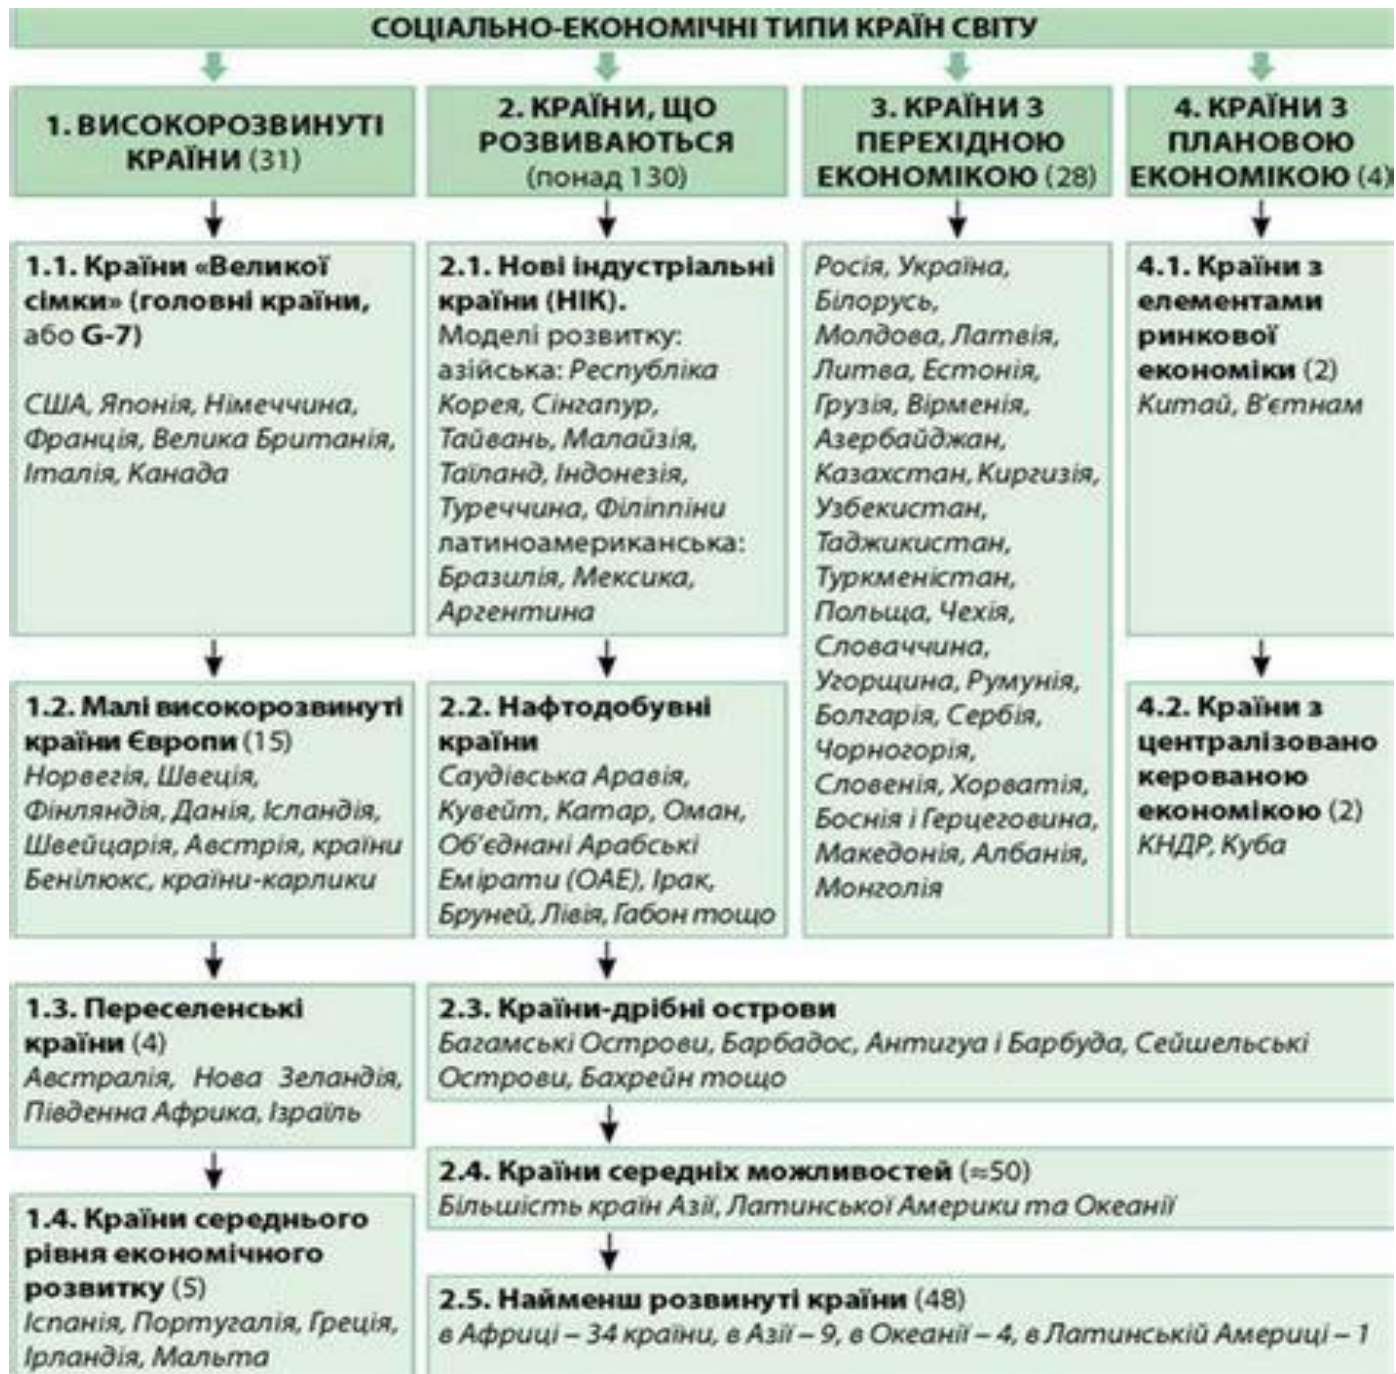 СОЦІАЛЬНО-ЕКОНОМІЧНІ ТИПИ КРАЇН СВІТУ
1. ВИСОКОРОЗВИНУТІ
КРАЇНИ (31)
1.1. Країни «Великої
сімки» (головні країни,
або G-7)
США, Японія, Німеччина,
Франція, Велика Британія,
Італія, Канада
1.2. Малі високорозвинуті
країни Європи (15)
Норвегія, Швеція,
Фінляндія, Данія, Ісландія,
Швейцарія, Австрія, країни
Бенілюкс, країни-карлики
1.3. Переселенські
країни (4)
Австралія, Нова Зеландія,
Південна Африка, Ізраїль
1.4. Країни середнього
рівня економічного
розвитку (5)
Іспанія, Португалія, Греція,
Ірландія, Мальта
2. КРАЇНИ, ЩО
РОЗВИВАЮТЬСЯ
(понад 130)
2.1. Нові індустріальні
країни (НІК).
Моделі розвитку:
азійська: Республіка
Корея, Сінгапур,
Тайвань, Малайзія,
Таїланд, Індонезія,
Туреччина, Філіппіни
латиноамериканська:
Бразилія, Мексика,
Аргентина
2.2. Нафтодобувні
країни
Саудівська Аравія,
Кувейт, Катар, Оман,
Об’єднані Арабські
Емірати (ОАЕ), Ірак,
Бруней, Лівія, Габон тощо
2.3. Країни-дрібні острови
Багамські Острови, Барбадос, Антигуа і Барбуда, Сейшельські
Острови, Бахрейн тощо
2.4. Країни середніх можливостей (≈50)
Більшість країн Азії, Латинської Америки та Океанії
2.5. Найменш розвинуті країни (48)
в Африці – 34 країни, в Азії – 9, в Океанії – 4, в Латинській Америці – 1
3. КРАЇНИ З
ПЕРЕХІДНОЮ
ЕКОНОМІКОЮ (28)
Росія, Україна,
Білорусь,
Молдова, Латвія,
Литва, Естонія,
Грузія, Вірменія,
Азербайджан,
Казахстан, Киргизія,
Узбекистан,
Таджикистан,
Туркменістан,
Польща, Чехія,
Словаччина,
Угорщина, Румунія,
Болгарія, Сербія,
Чорногорія,
Словенія, Хорватія,
Боснія і Герцеговина,
Македонія, Албанія,
Монголія
4. КРАЇНИ З
ПЛАНОВОЮ
ЕКОНОМІКОЮ (4)
4.1. Країни з
елементами
ринкової
економіки (2)
Китай, В’єтнам
4.2. Країни з
централізовано
керованою
економікою (2)
КНДР, Куба